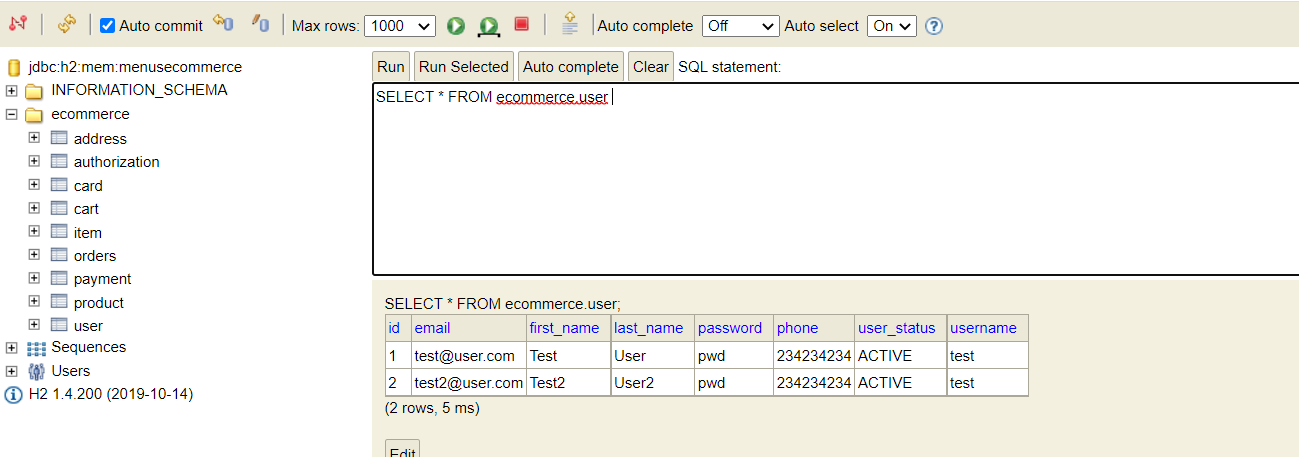 Auto commit Max rows: 1000 Auto complete Off Auto select On ?
jdbc:h2:mem:menusecommerce
INFORMATION_SCHEMA
ecommerce
address
authorization
card
cart
item
orders
payment
product
user
Sequences
Users
H2 1.4.200 (2019-10-14)
Run Run Selected Auto complete Clear SQL statement:
SELECT * FROM ecommerce.user
SELECT * FROM ecommerce.user;
id email first_name last_name password phone user_status username
1 test@user.com Test User pwd 234234234 ACTIVE test
2 test2@user.com Test2 User2 pwd 234234234 ACTIVE test
(2 rows, 5 ms)
Edit